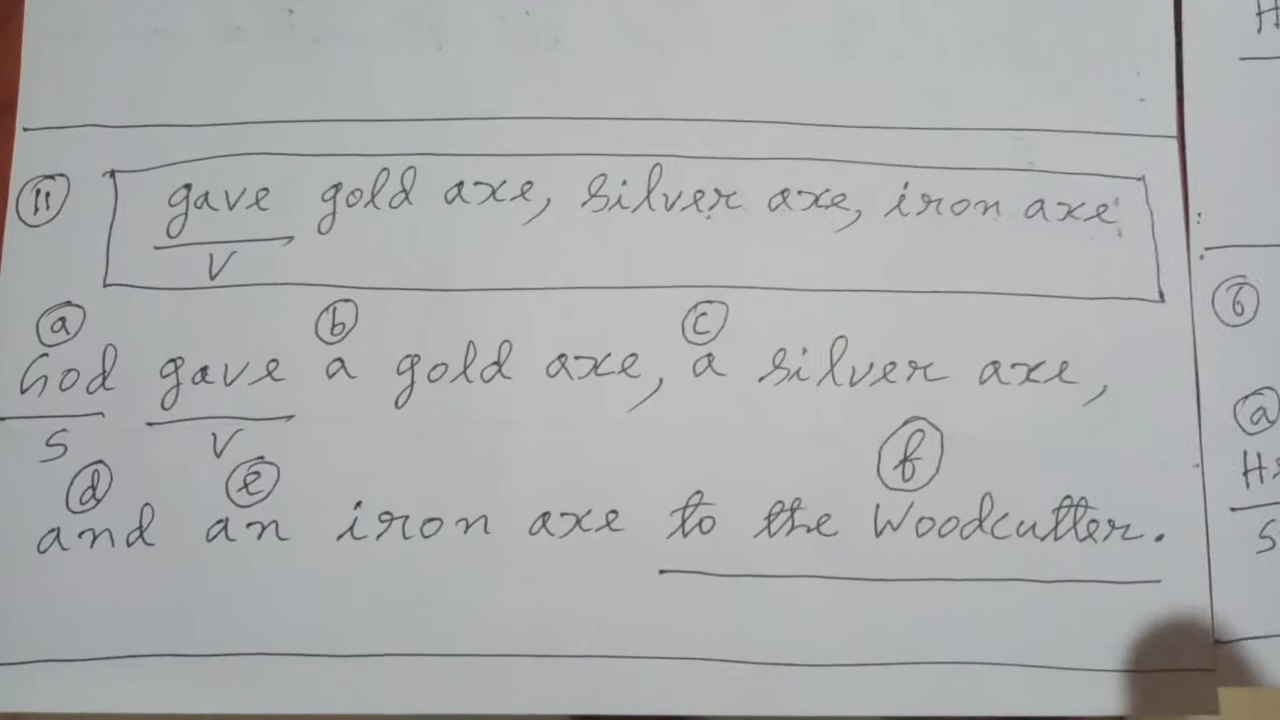 11 gave gold axe, silver axe, iron axe
V
a b c
God gave a gold axe, a silver axe,
S V
d e f
and an iron axe to the Woodcutter.
H
6
a
H
S